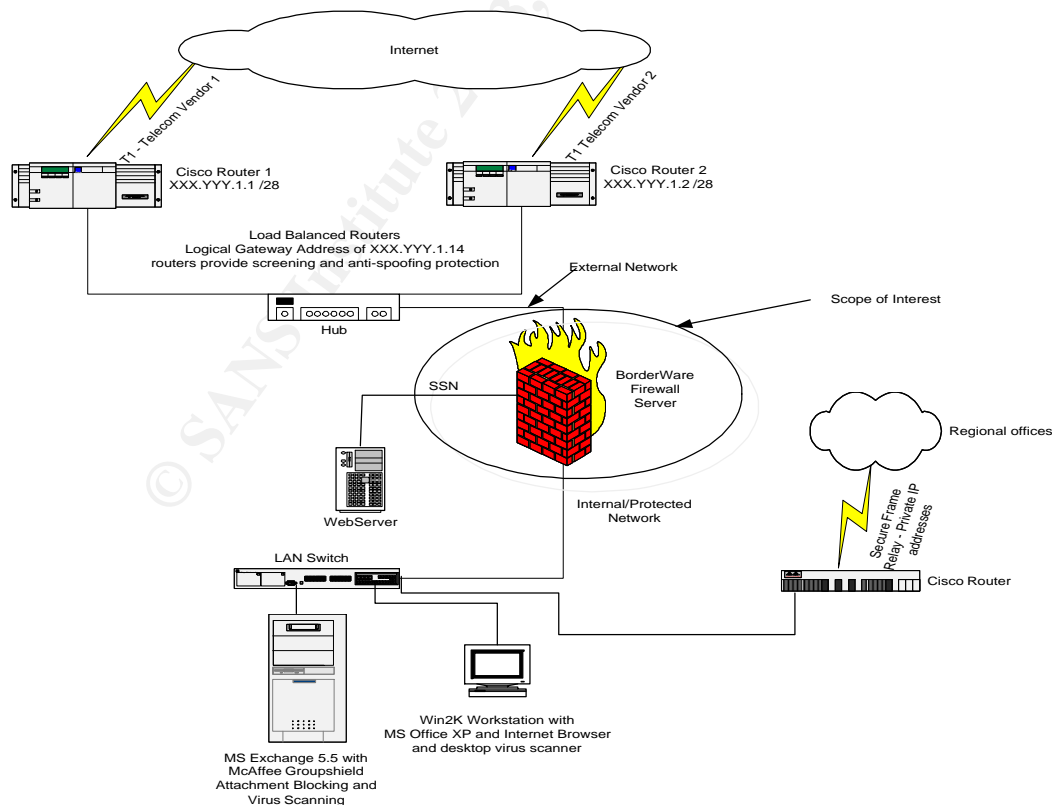 Internet
T1 - Telecom Vendor 1
T1 Telecom Vendor 2
Cisco Router 1
XXX.YYY.1.1 /28
Cisco Router 2
XXX.YYY.1.2 /28
Load Balanced Routers
Logical Gateway Address of XXX.YYY.1.14
routers provide screening and anti-spoofing protection
External Network
Scope of Interest
Hub
BorderWare
Firewall
Server
SSN
Regional offices
WebServer
Internal/Protected
Network
Secure Frame
Relay - Private IP
addresses
LAN Switch
Cisco Router
Win2K Workstation with
MS Office XP and Internet Browser
and desktop virus scanner
MS Exchange 5.5 with
McAffee Groupshield
Attachment Blocking and
Virus Scanning
© SANS Institute 2